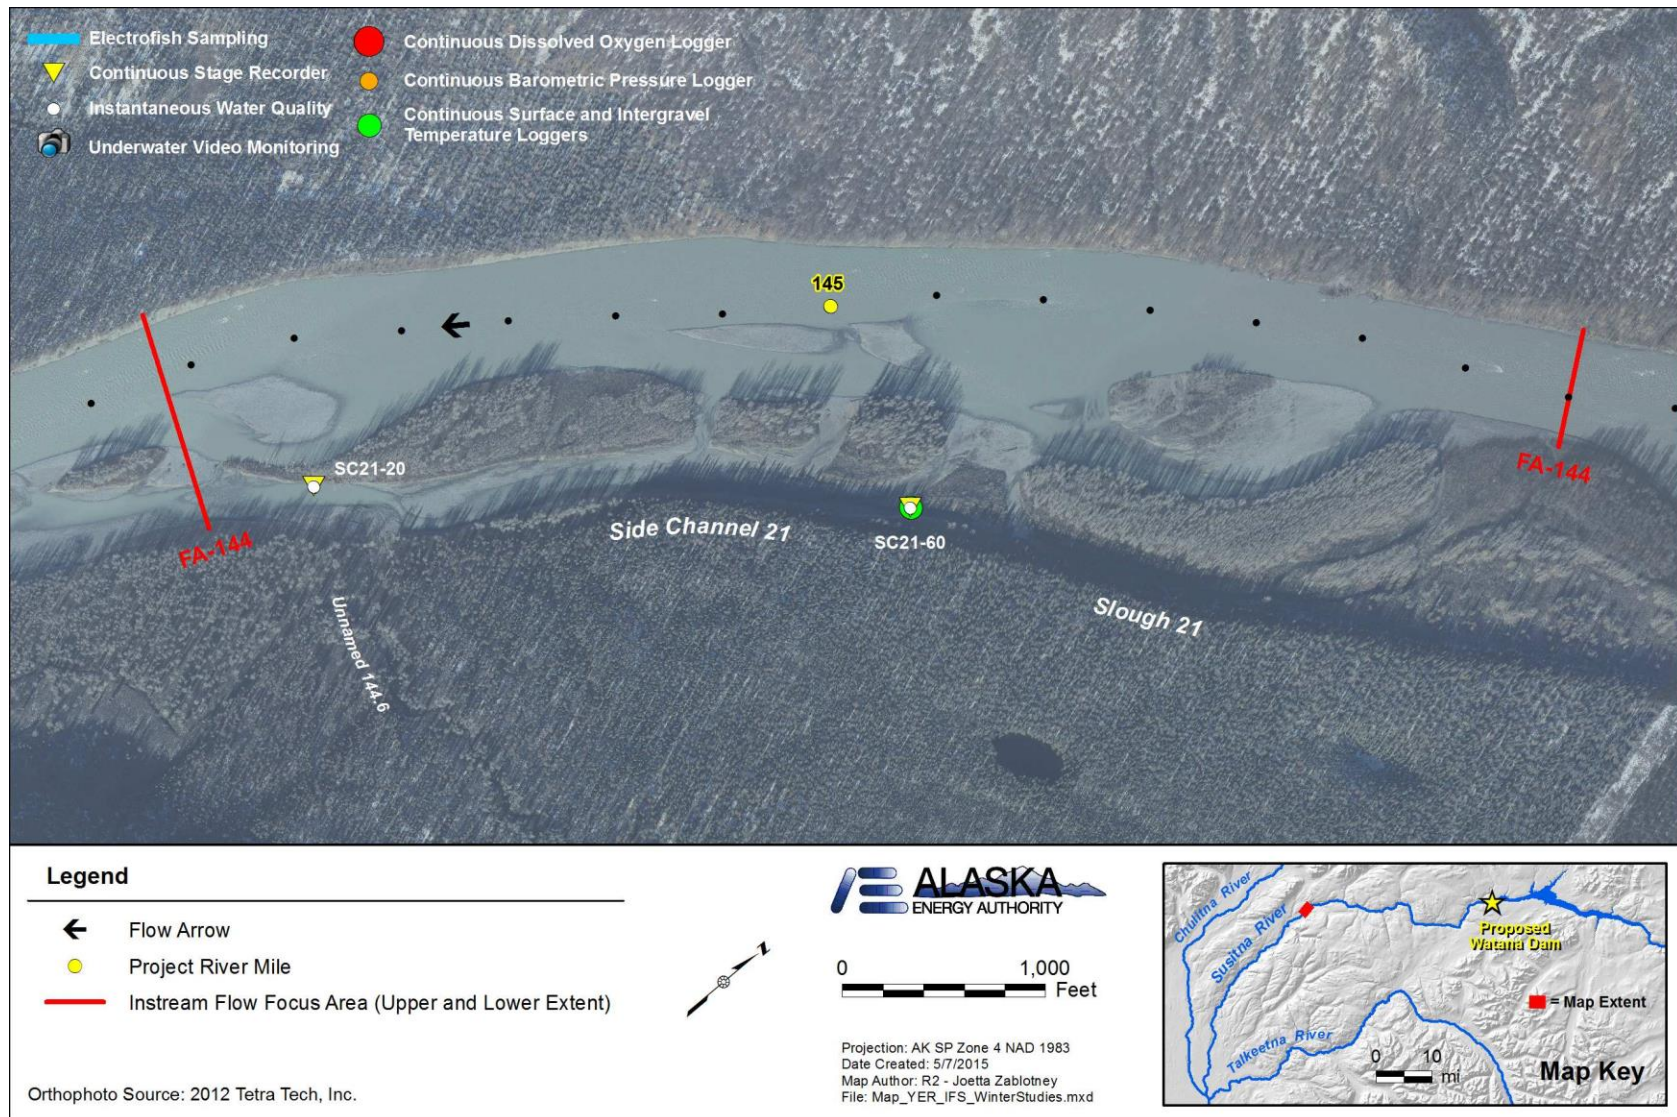 Electrofish Sampling
Continuous Stage Recorder
Instantaneous Water Quality
Underwater Video Monitoring
Continuous Dissolved Oxygen Logger
Continuous Barometric Pressure Logger
Continuous Surface and Intergravel
Temperature Loggers
145
SC21-20
FA-144
Side Channel 21
SC21-60
FA-144
Slough 21
Unnamed 144.6
Legend
Flow Arrow
Project River Mile
Instream Flow Focus Area (Upper and Lower Extent)
Orthophoto Source: 2012 Tetra Tech, Inc.
Z
ALASKA
ENERGY AUTHORITY
0 1,000
Feet
Projection: AK SP Zone 4 NAD 1983
Date Created: 5/7/2015
Map Author: R2 - Joetta Zablotney
File: Map_YER_IFS_WinterStudies.mxd
Chulitna River
Susitna River
Proposed
Watana Dam
= Map Extent
Talkeetna River
0 10
mi
Map Key